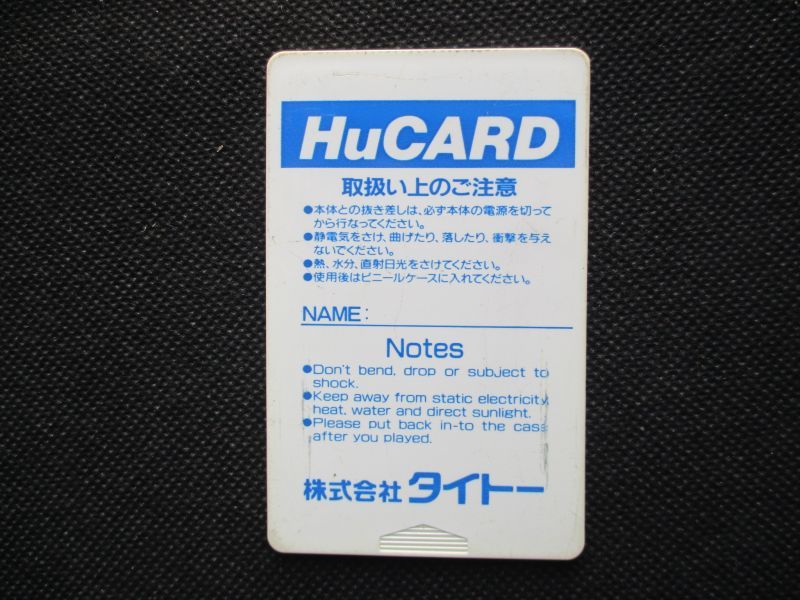 HuCARD
取扱い上のご注意
●本体との抜き差しは、必ず本体の電源を切って
から行なってください。
●静電気をさけ、曲げたり、落したり、衝撃を与え
ないでください。
●熱、水分、直射日光をさけてください。
●使用後はビニールケースに入れてください。
NAME:
Notes
●Don't bend, drop or subject to
shock.
●Keep away from static electricity,
heat, water and direct sunlight.
●Please put back in-to the case
after you played.
株式会社 タイトー